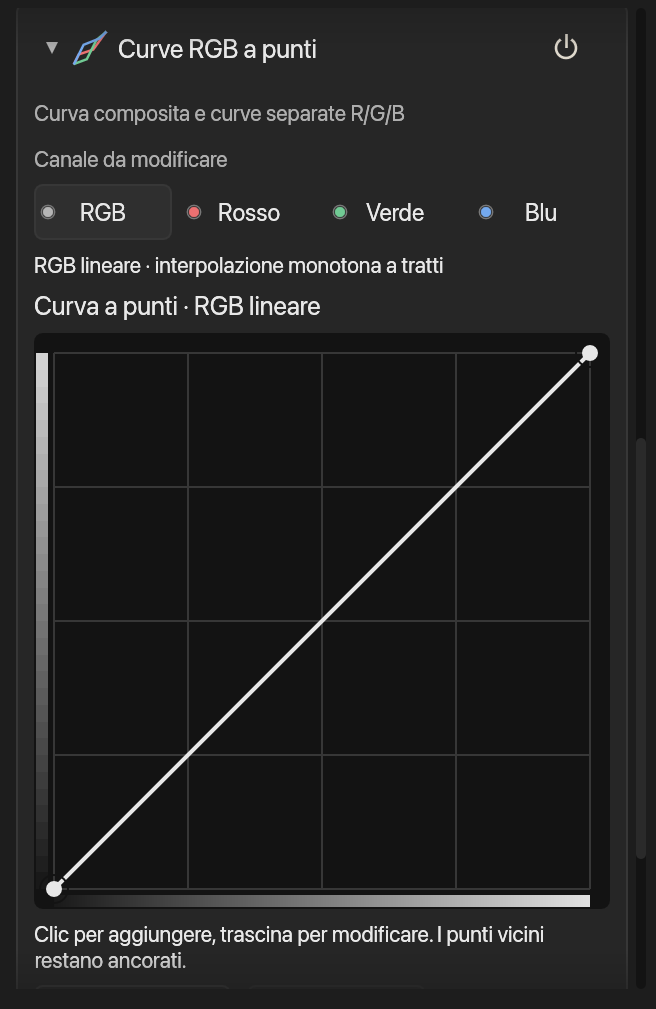 Curve RGB a punti
Curva composita e curve separate R/G/B
Canale da modificare
RGB Rosso Verde Blu
RGB lineare · interpolazione monotona a tratti
Curva a punti · RGB lineare
Clic per aggiungere, trascina per modificare. I punti vicini
restano ancorati.